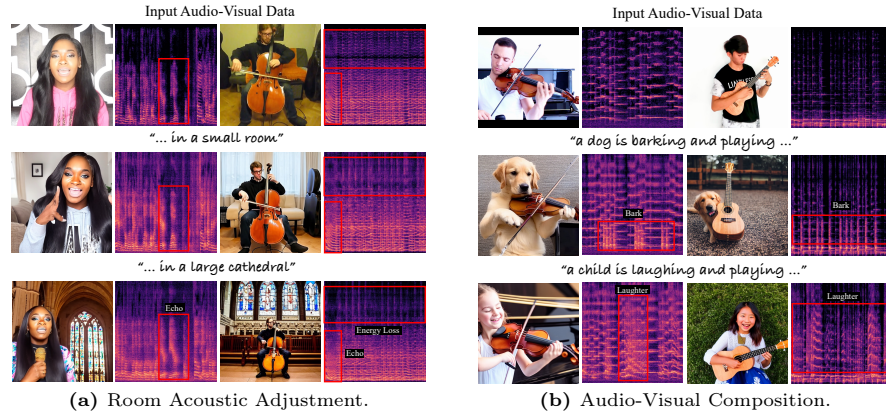 Input Audio-Visual Data
"... in a small room"
"... in a large cathedral"
Echo
Energy Loss
Echo
(a) Room Acoustic Adjustment.
Input Audio-Visual Data
"a dog is barking and playing ..."
Bark
Bark
"a child is laughing and playing ..."
Laughter
Laughter
(b) Audio-Visual Composition.